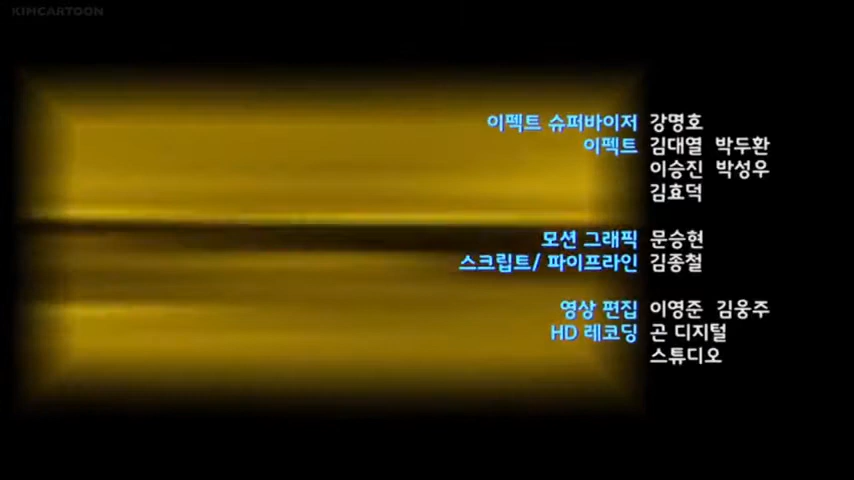 KIMCARTOON
이펙트 슈퍼바이저 강명호
이펙트 김대열 박두환
이승진 박성우
김효덕
모션 그래픽 문승현
스크립트/ 파이프라인 김종철
영상 편집 이영준 김웅주
HD 레코딩 곤 디지털
스튜디오